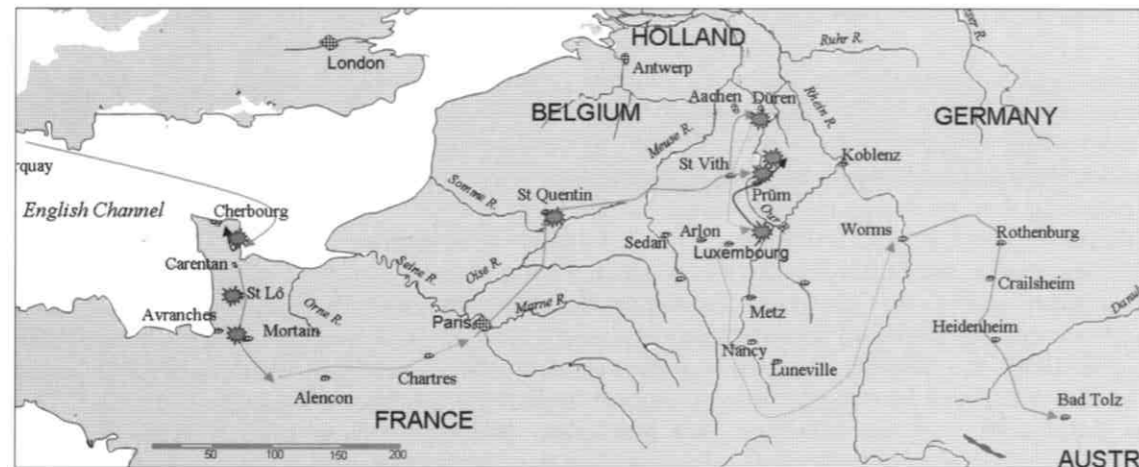 HOLLAND
Ruhr R.
London
Antwerp
Aachen
Düren
Rhein R.
BELGIUM
GERMANY
Meuse R.
rquay
St Vith
Koblenz
Somme R.
St Quentin
Prüm
English Channel
Cherbourg
Our R.
Sedan
Arlon
Worms
Rothenburg
Luxembourg
Carentan
Seine R.
Oise R.
Crailsheim
St Lô
Orne R.
Metz
Avranches
Mortain
Paris
Marne R.
Heidenheim
Nancy
Luneville
Chartres
Alencon
Bad Tolz
FRANCE
50 100 150 200
AUSTR